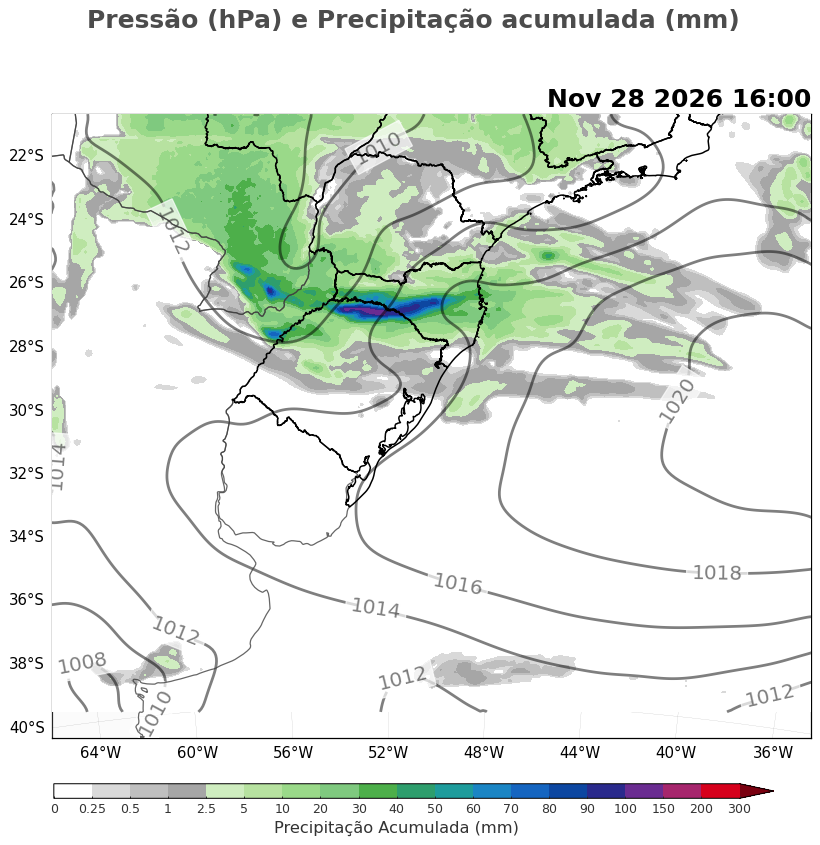 Pressão (hPa) e Precipitação acumulada (mm)
Nov 28 2026 16:00
22°S
24°S
26°S
28°S
30°S
32°S
34°S
36°S
38°S
40°S
1010
1012
1020
1014
1018
1016
1014
1012
1008
1012
1010
1012
64°W 60°W 56°W 52°W 48°W 44°W 40°W 36°W
0 0.25 0.5 1 2.5 5 10 20 30 40 50 60 70 80 90 100 150 200 300
Precipitação Acumulada (mm)